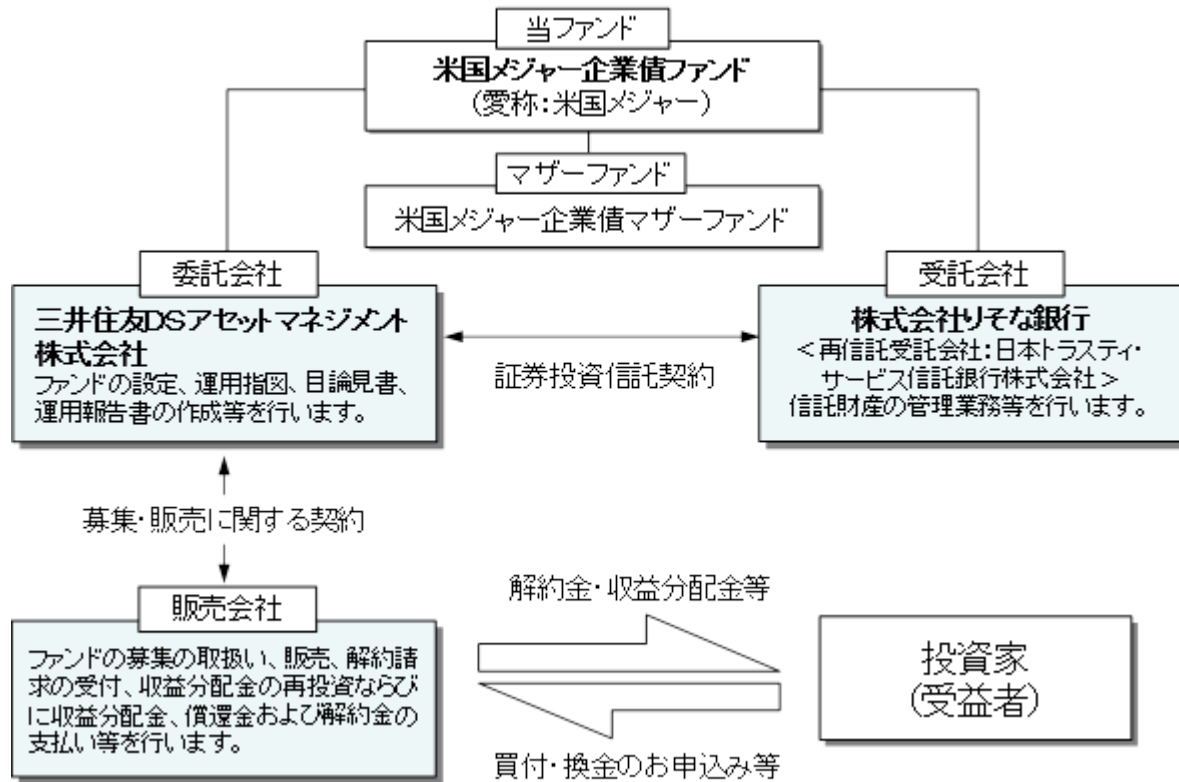 当ファンド
米国メジャー企業債ファンド
(愛称:米国メジャー)
マザーファンド
米国メジャー企業債マザーファンド
委託会社
三井住友DSアセットマネジメント
株式会社
ファンドの設定、運用指図、目論見書、
運用報告書の作成等を行います。
証券投資信託契約
受託会社
株式会社りそな銀行
<再信託受託会社:日本トラスティ・
サービス信託銀行株式会社>
信託財産の管理業務等を行います。
募集・販売に関する契約
販売会社
ファンドの募集の取扱い、販売、解約請
求の受付、収益分配金の再投資ならび
に収益分配金、償還金および解約金の
支払い等を行います。
解約金・収益分配金等
買付・換金のお申込み等
投資家
(受益者)